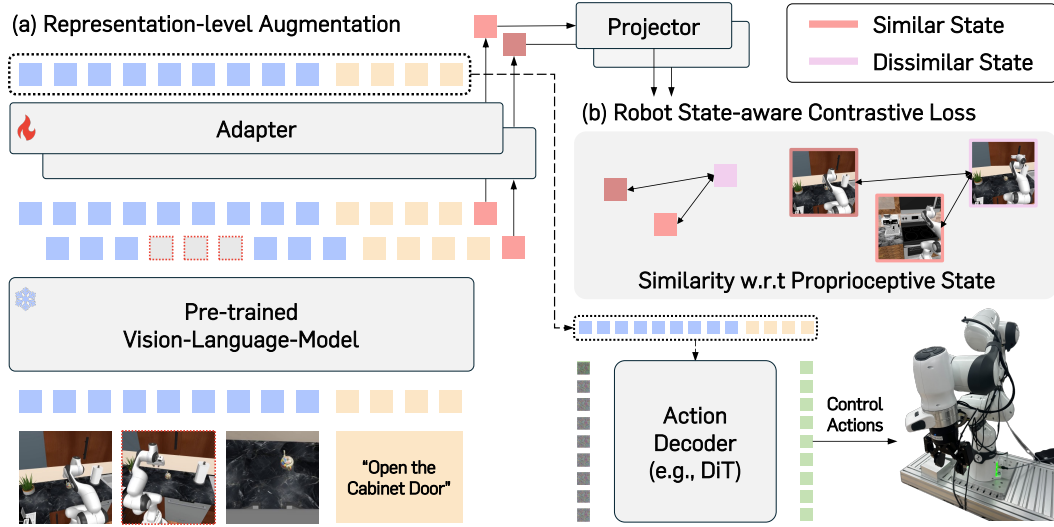 (a) Representation-level Augmentation
Adapter
Pre-trained
Vision-Language-Model
“Open the
Cabinet Door”
Projector
Similar State
Dissimilar State
(b) Robot State-aware Contrastive Loss
Similarity w.r.t Proprioceptive State
Action
Decoder
(e.g., DiT)
Control
Actions